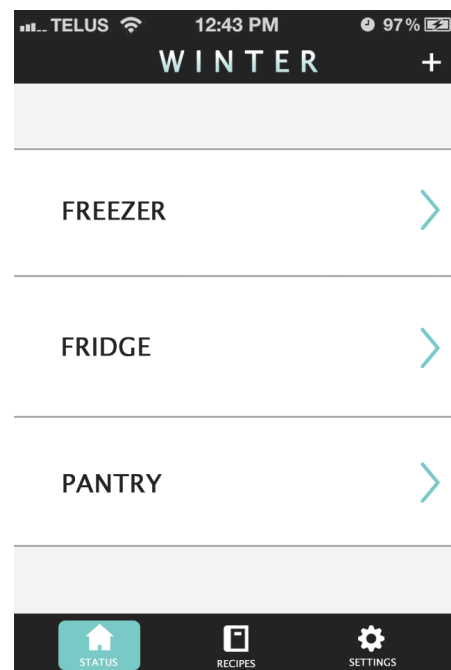 TELUS 12:43 PM 97%
WINTER +
FREEZER
FRIDGE
PANTRY
STATUS RECIPES SETTINGS